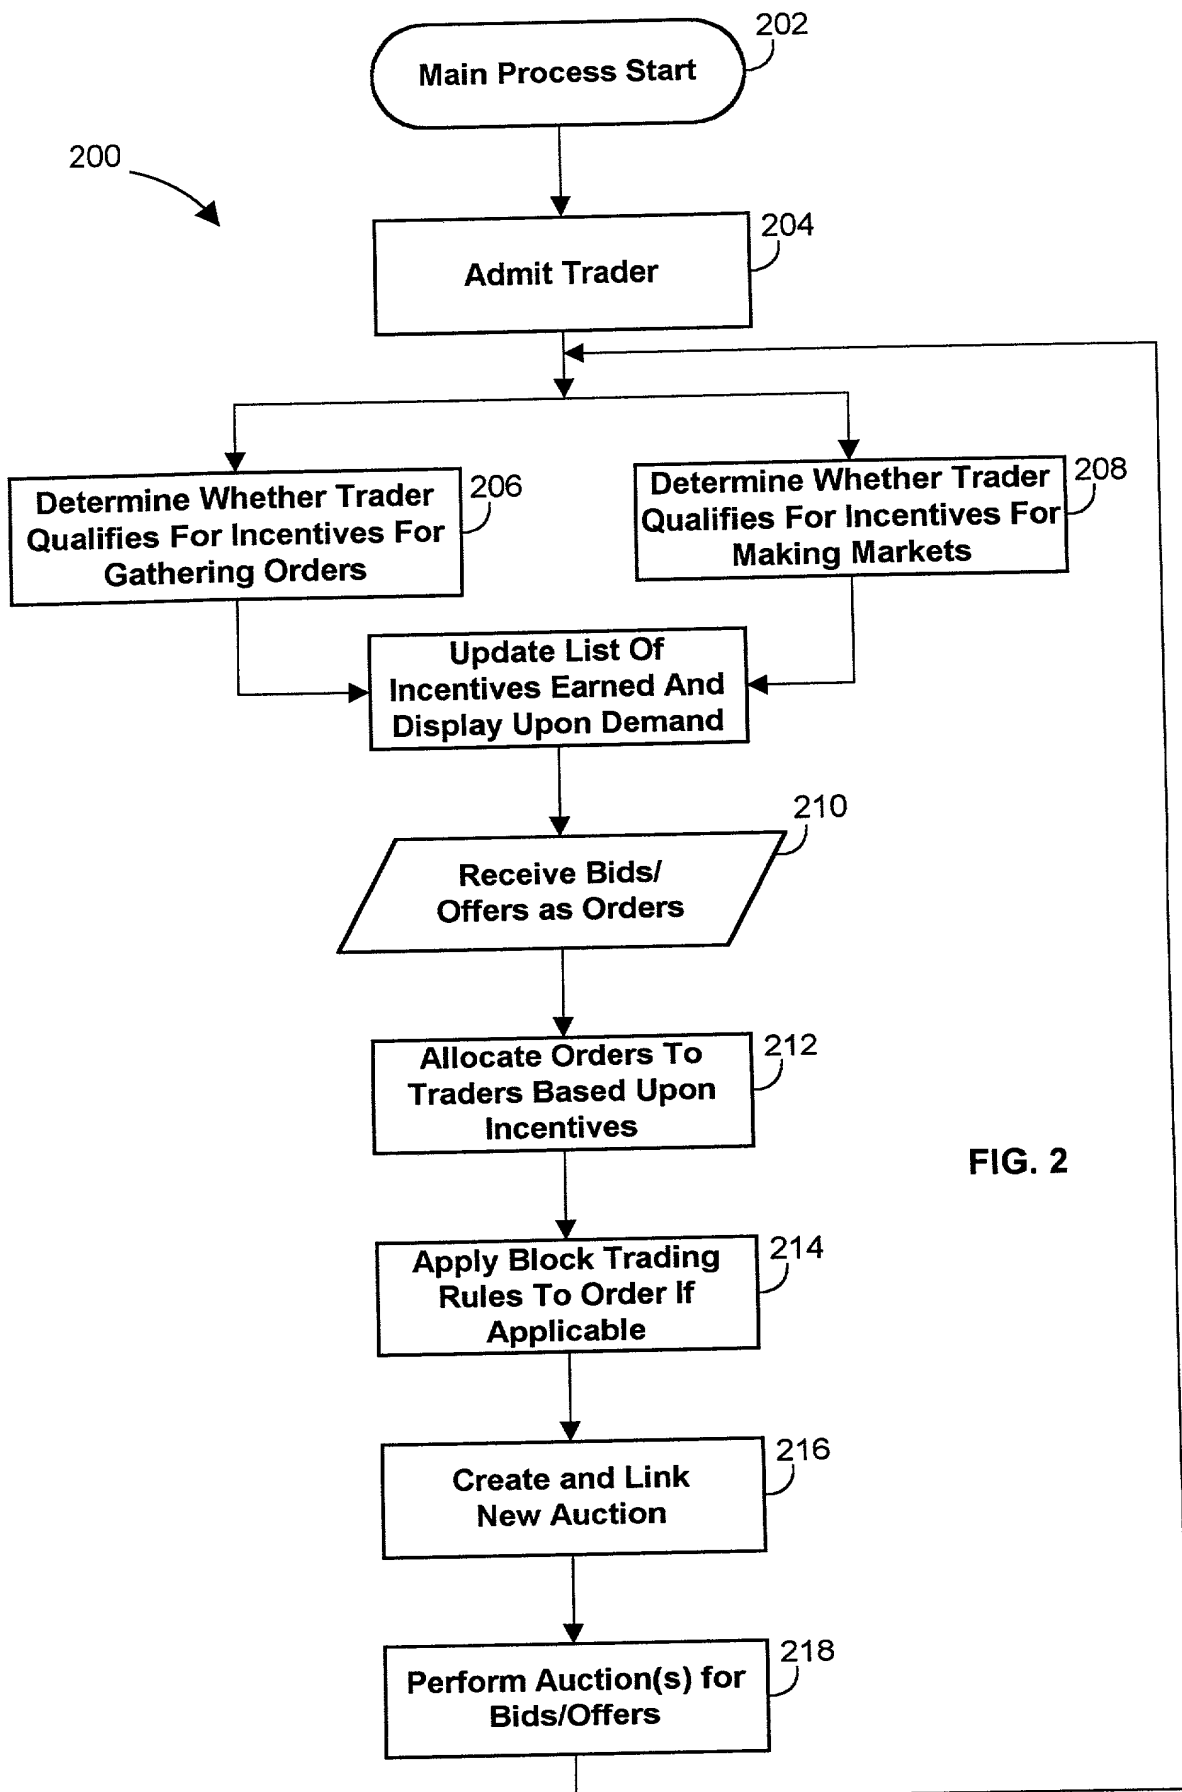 202
Main Process Start
200
204
Admit Trader
206
Determine Whether Trader
Qualifies For Incentives For
Gathering Orders
208
Determine Whether Trader
Qualifies For Incentives For
Making Markets
Update List Of
Incentives Earned And
Display Upon Demand
210
Receive Bids/
Offers as Orders
212
Allocate Orders To
Traders Based Upon
Incentives
FIG. 2
214
Apply Block Trading
Rules To Order If
Applicable
216
Create and Link
New Auction
218
Perform Auction(s) for
Bids/Offers